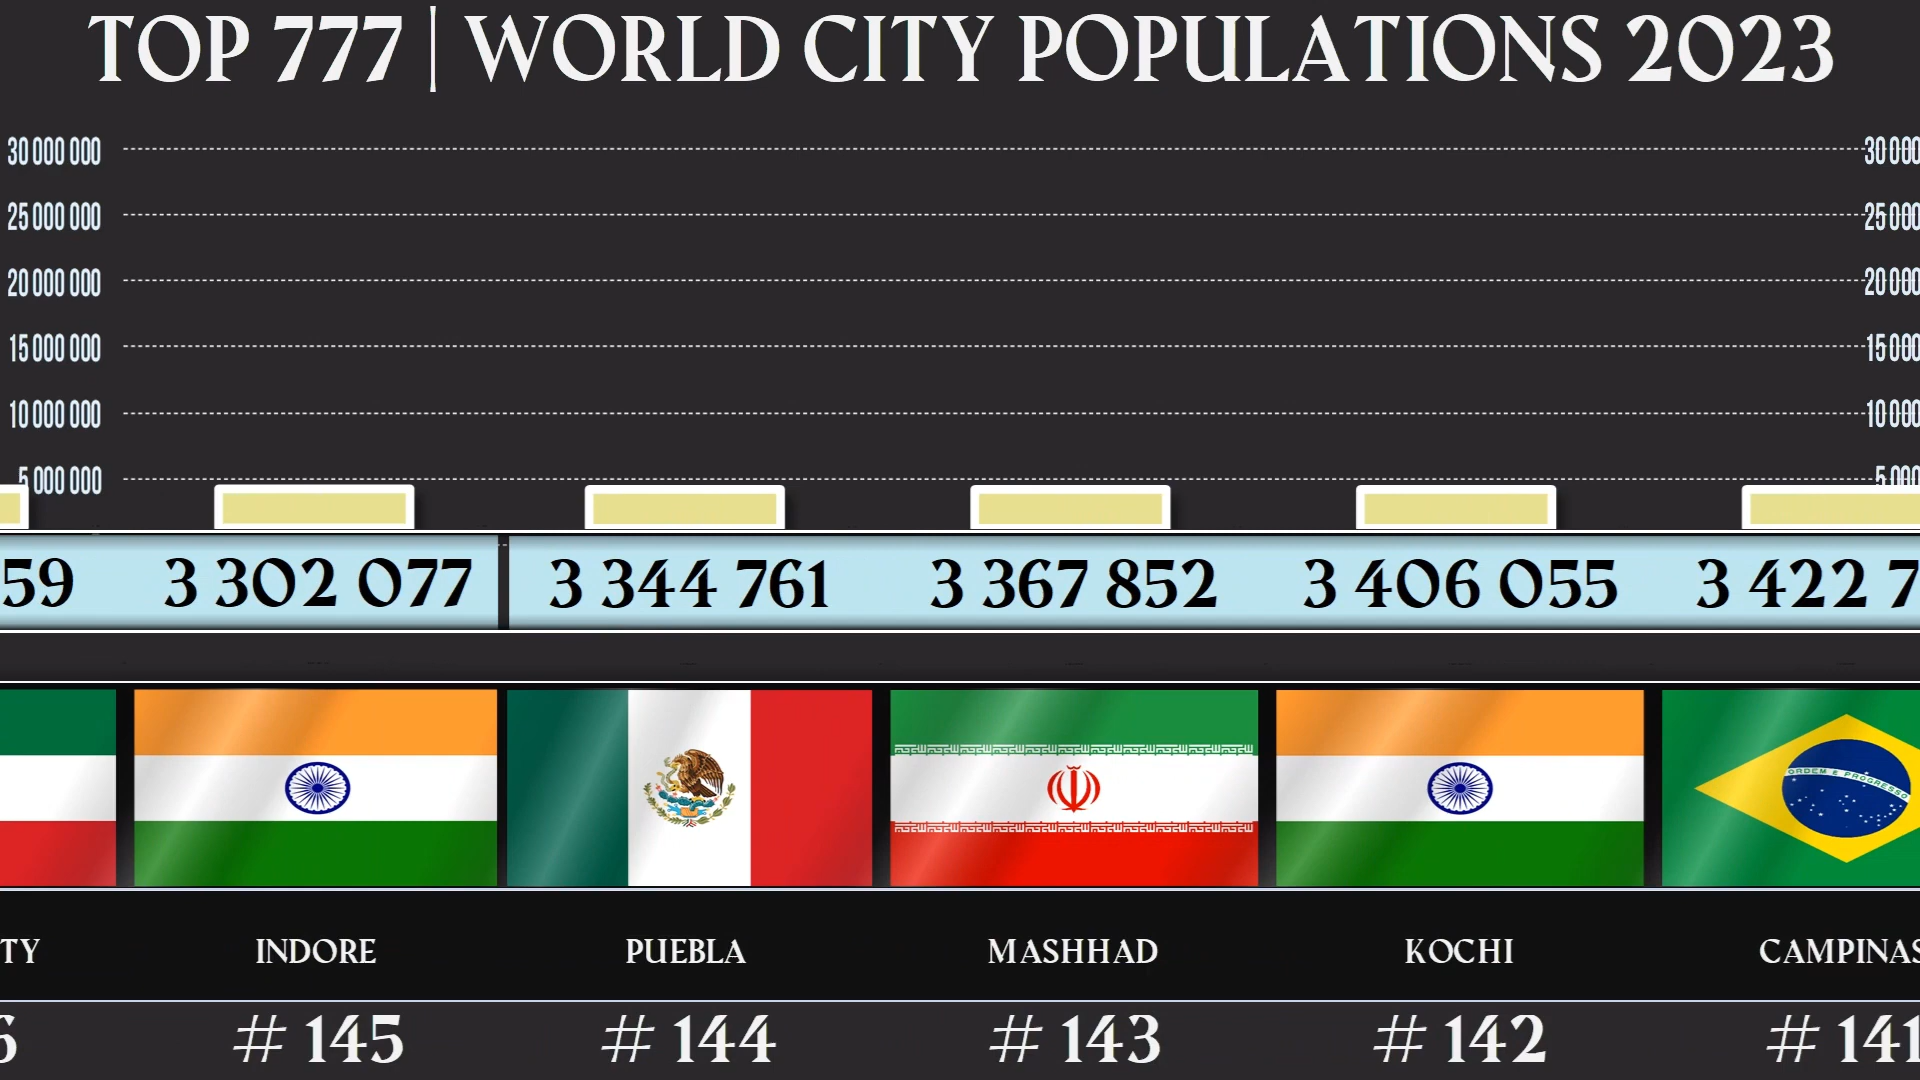 TOP 777 | WORLD CITY POPULATIONS 2023
30 000 000 30 000
25 000 000 25 000
20 000 000 20 000
15 000 000 15 000
10 000 000 10 000
5 000 000 5 000
59 3 302 077 3 344 761 3 367 852 3 406 055 3 422 7
ORDEM E PROGRESSO
TY INDORE PUEBLA MASHHAD KOCHI CAMPINAS
6 # 145 # 144 # 143 # 142 # 141